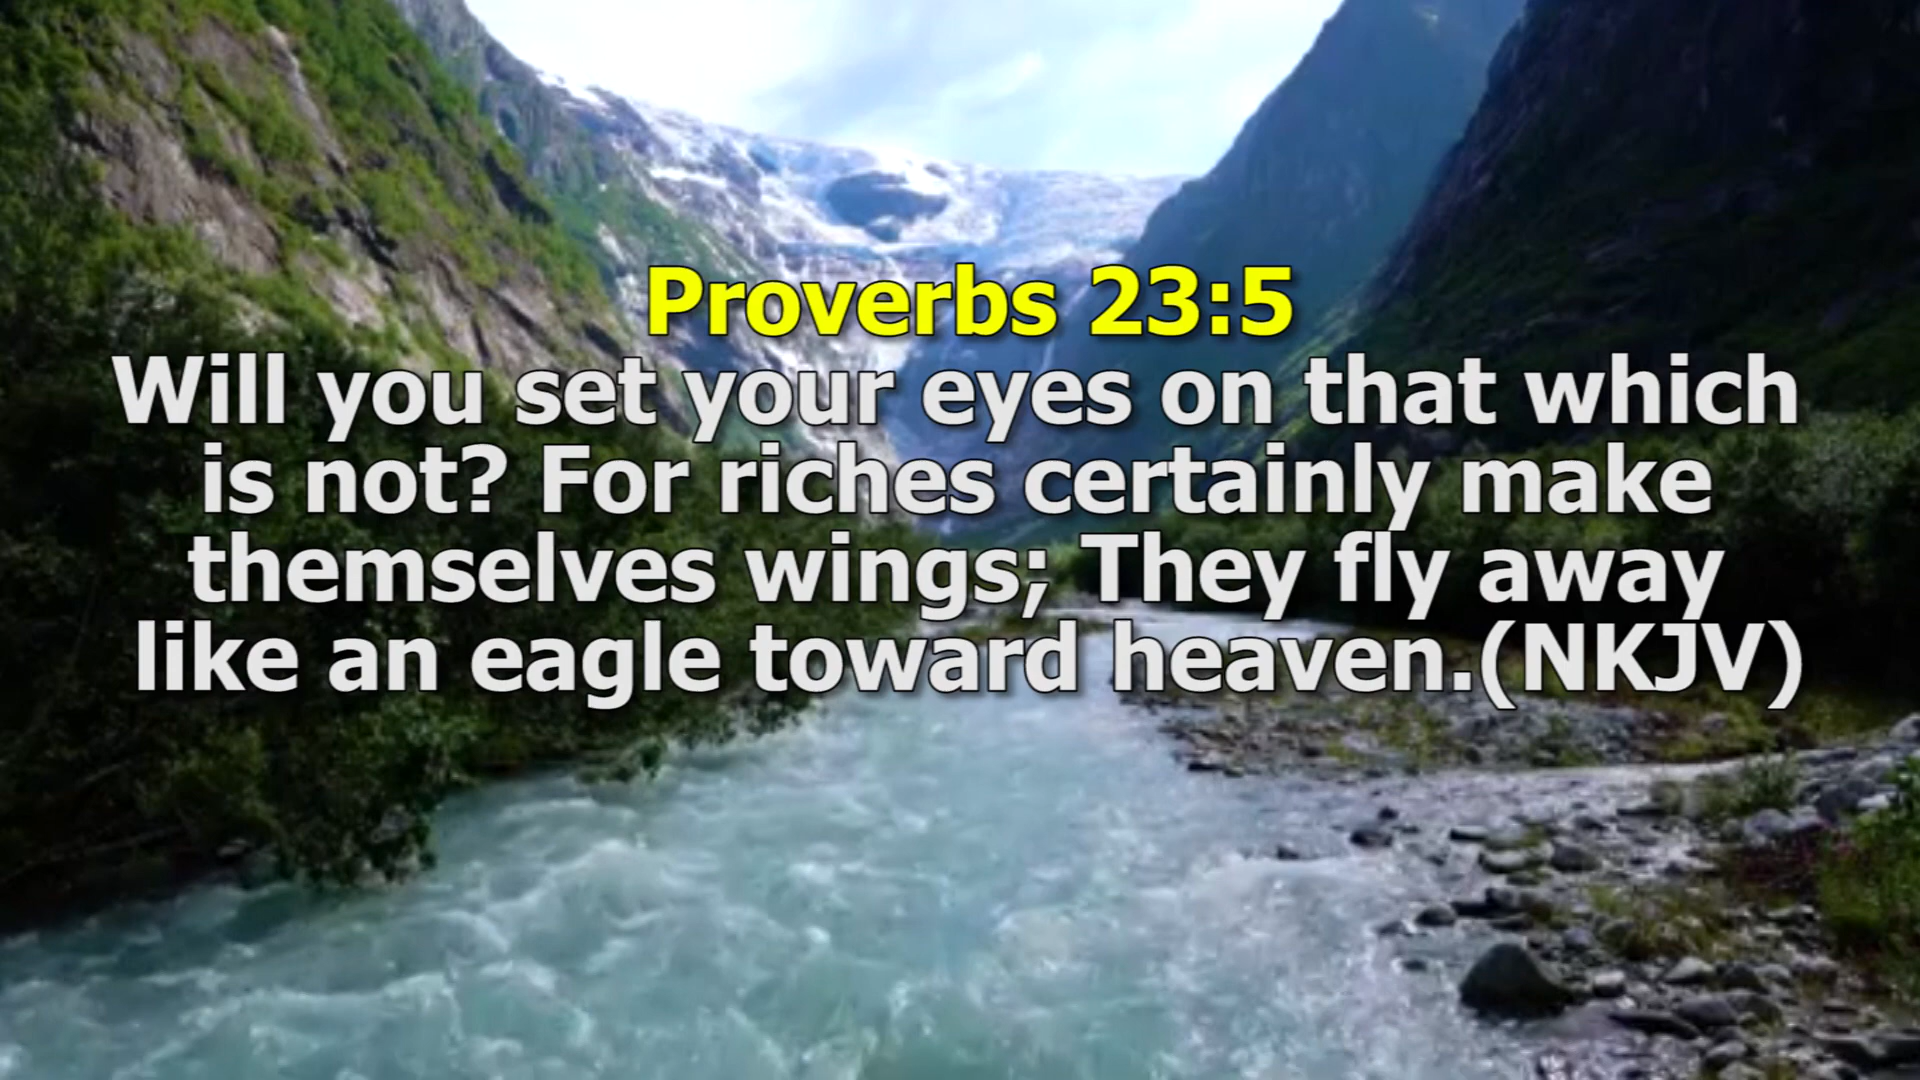 Proverbs 23:5
Will you set your eyes on that which
is not? For riches certainly make
themselves wings; They fly away
like an eagle toward heaven.(NKJV)